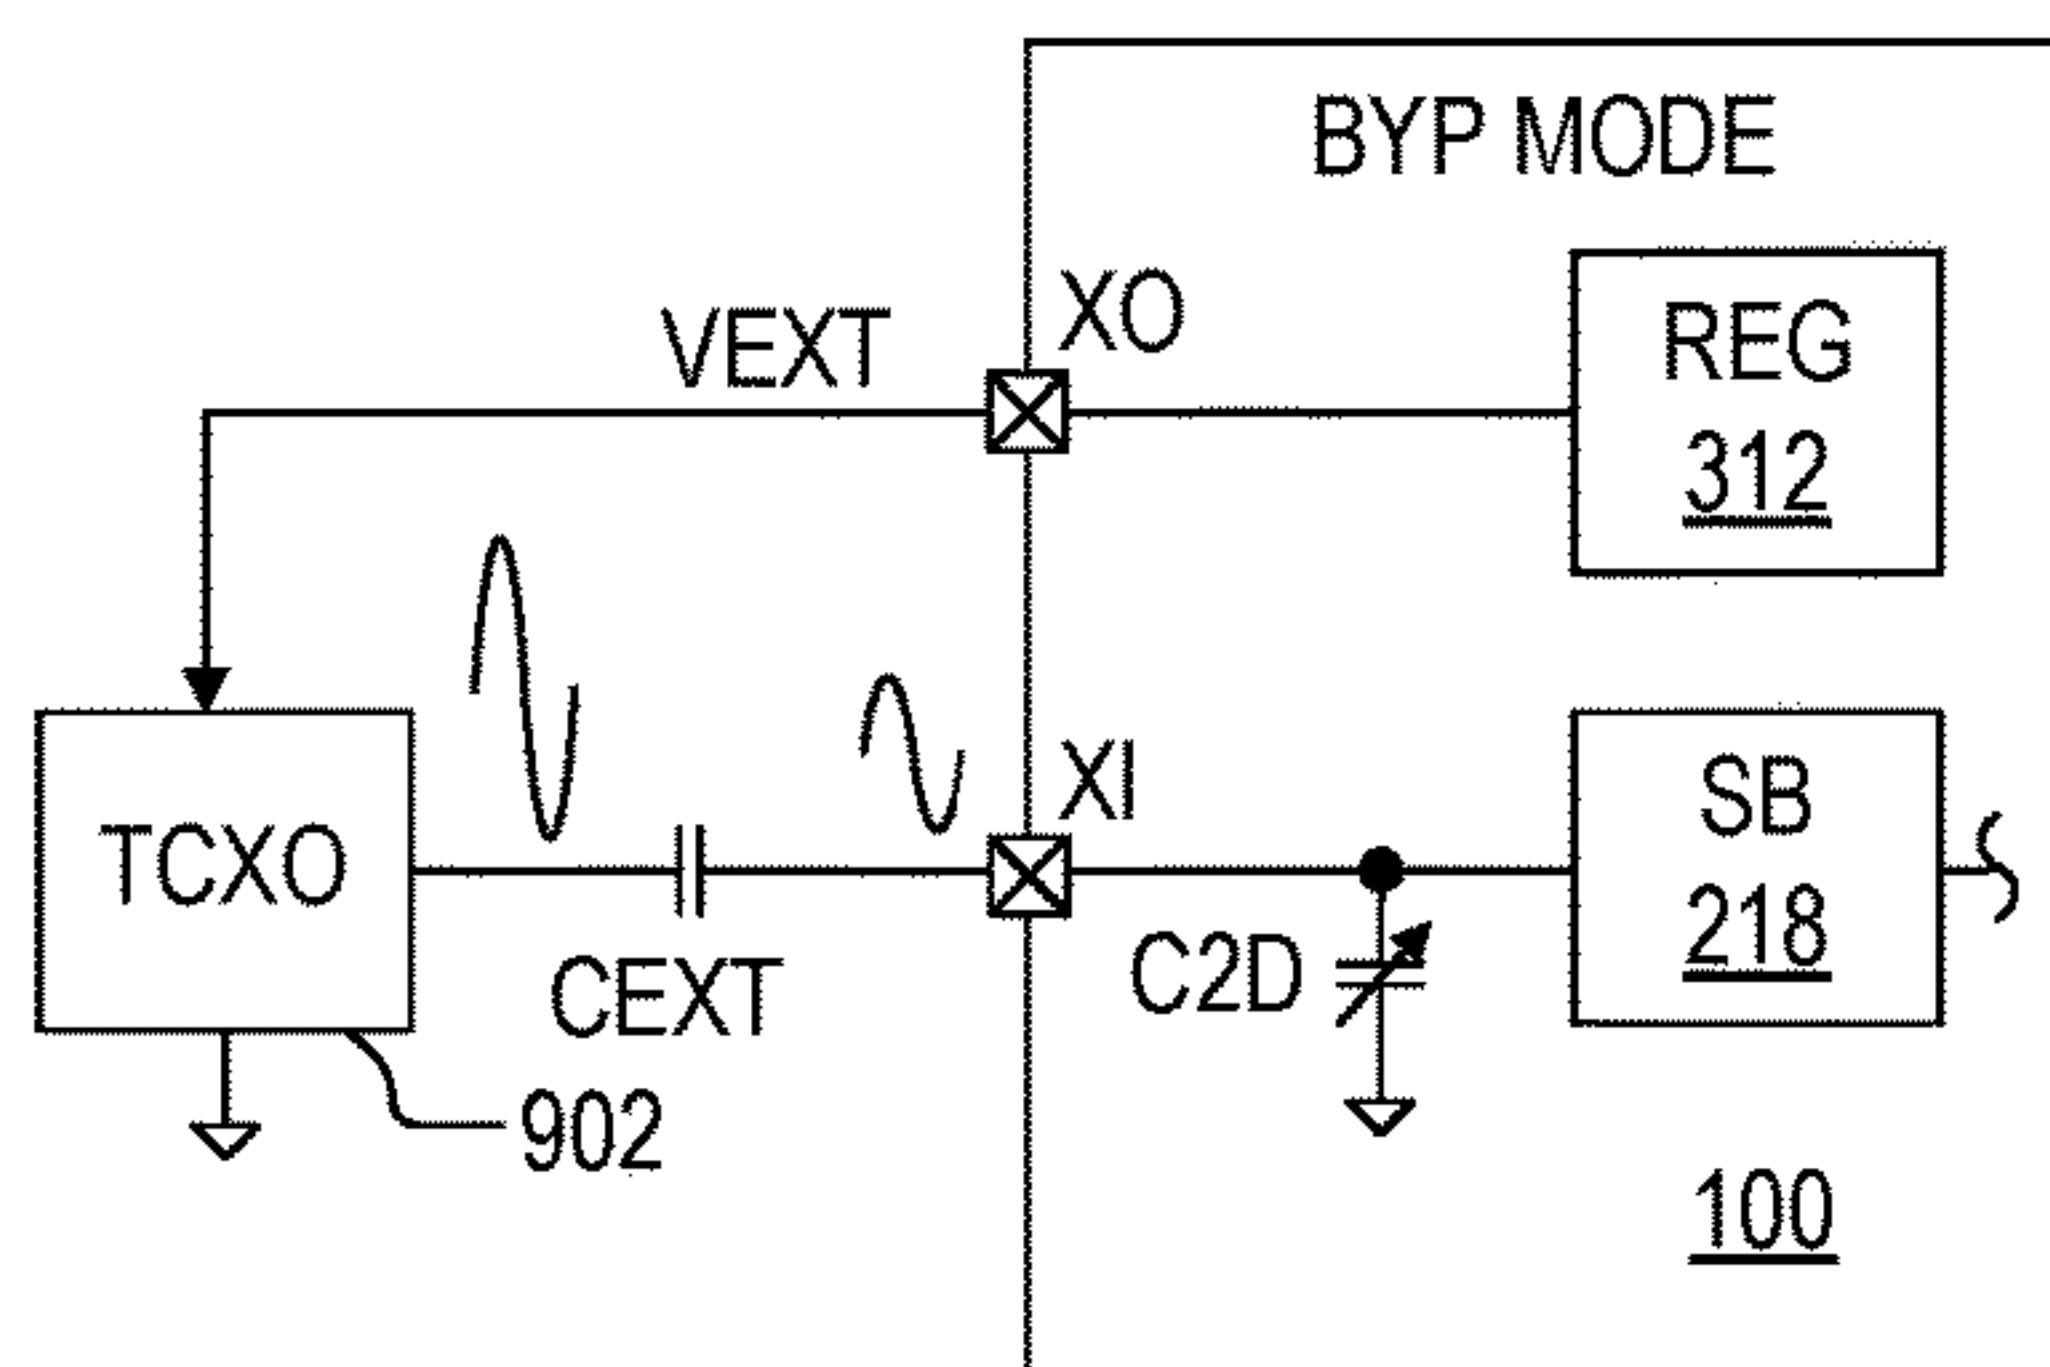 BYP MODE
XO
VEXT
REG
312
XI
SB
218
TCXO
C2D
CEXT
902
100